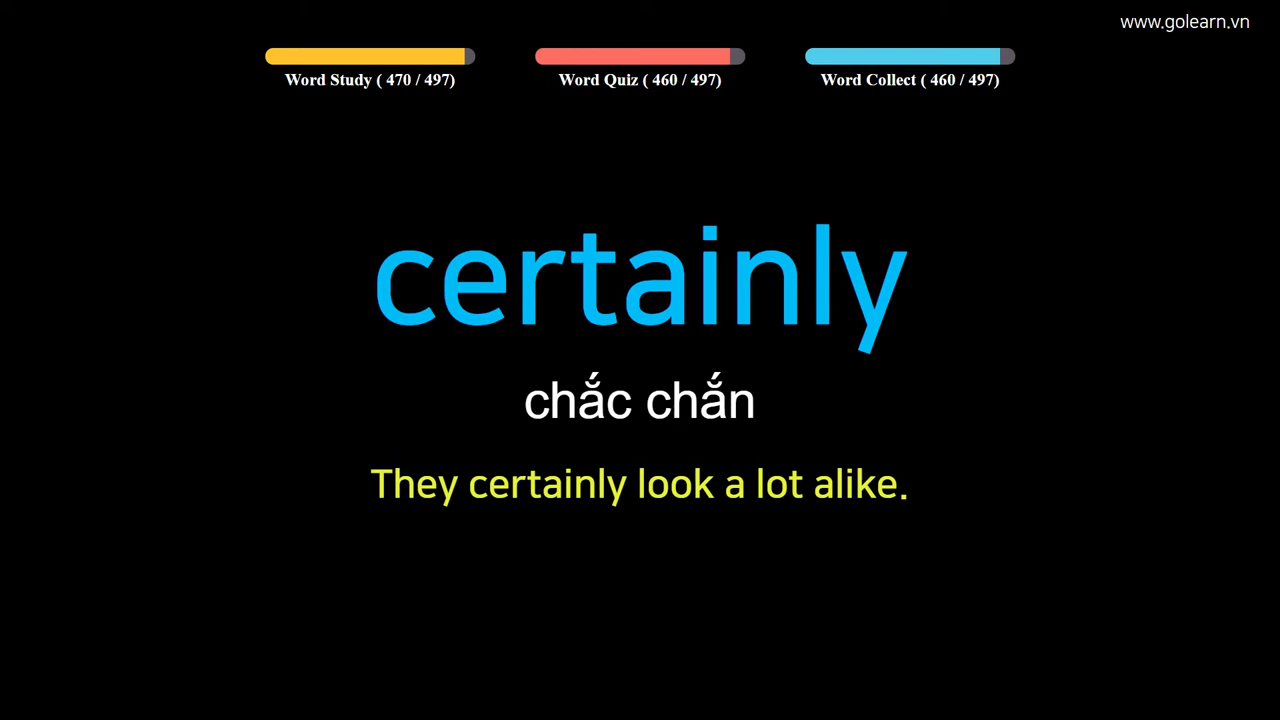 www.golearn.vn
Word Study ( 470 / 497) Word Quiz ( 460 / 497) Word Collect ( 460 / 497)
certainly
chắc chắn
They certainly look a lot alike.